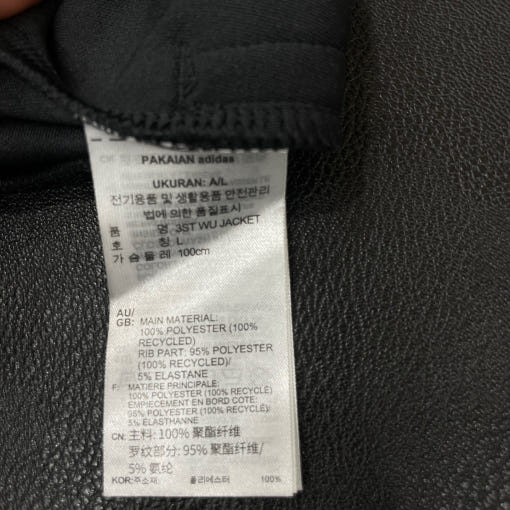 PAKAIAN adidas
UKURAN: A/L
전기용품 및 생활용품 안전관리
법에 의한 품질표시
품 명 3ST WU JACKET
호 칭 L
가 슴 둘 레 100cm
AU/
GB: MAIN MATERIAL:
100% POLYESTER (100%
RECYCLED)
RIB PART: 95% POLYESTER
(100% RECYCLED)/
5% ELASTANE
F: MATIERE PRINCIPALE:
100% POLYESTER (100% RECYCLÉ)
EMPIECEMENT EN BORD COTE:
95% POLYESTER (100% RECYCLÉ)/
5% ELASTHANNE
CN: 主料: 100% 聚酯纤维
罗纹部分: 95% 聚酯纤维/
5% 氨纶
KOR: 주소재 폴리에스터 100%